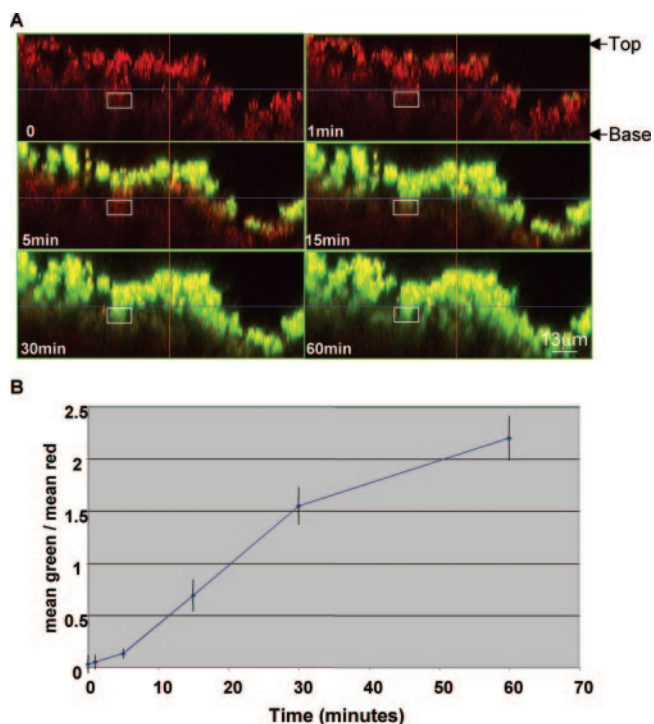 A
0
1min
Top
Base
5min
15min
30min
60min
13µm
B
2.5
2
1.5
1
0.5
0
mean green / mean red
0 10 20 30 40 50 60 70
Time (minutes)